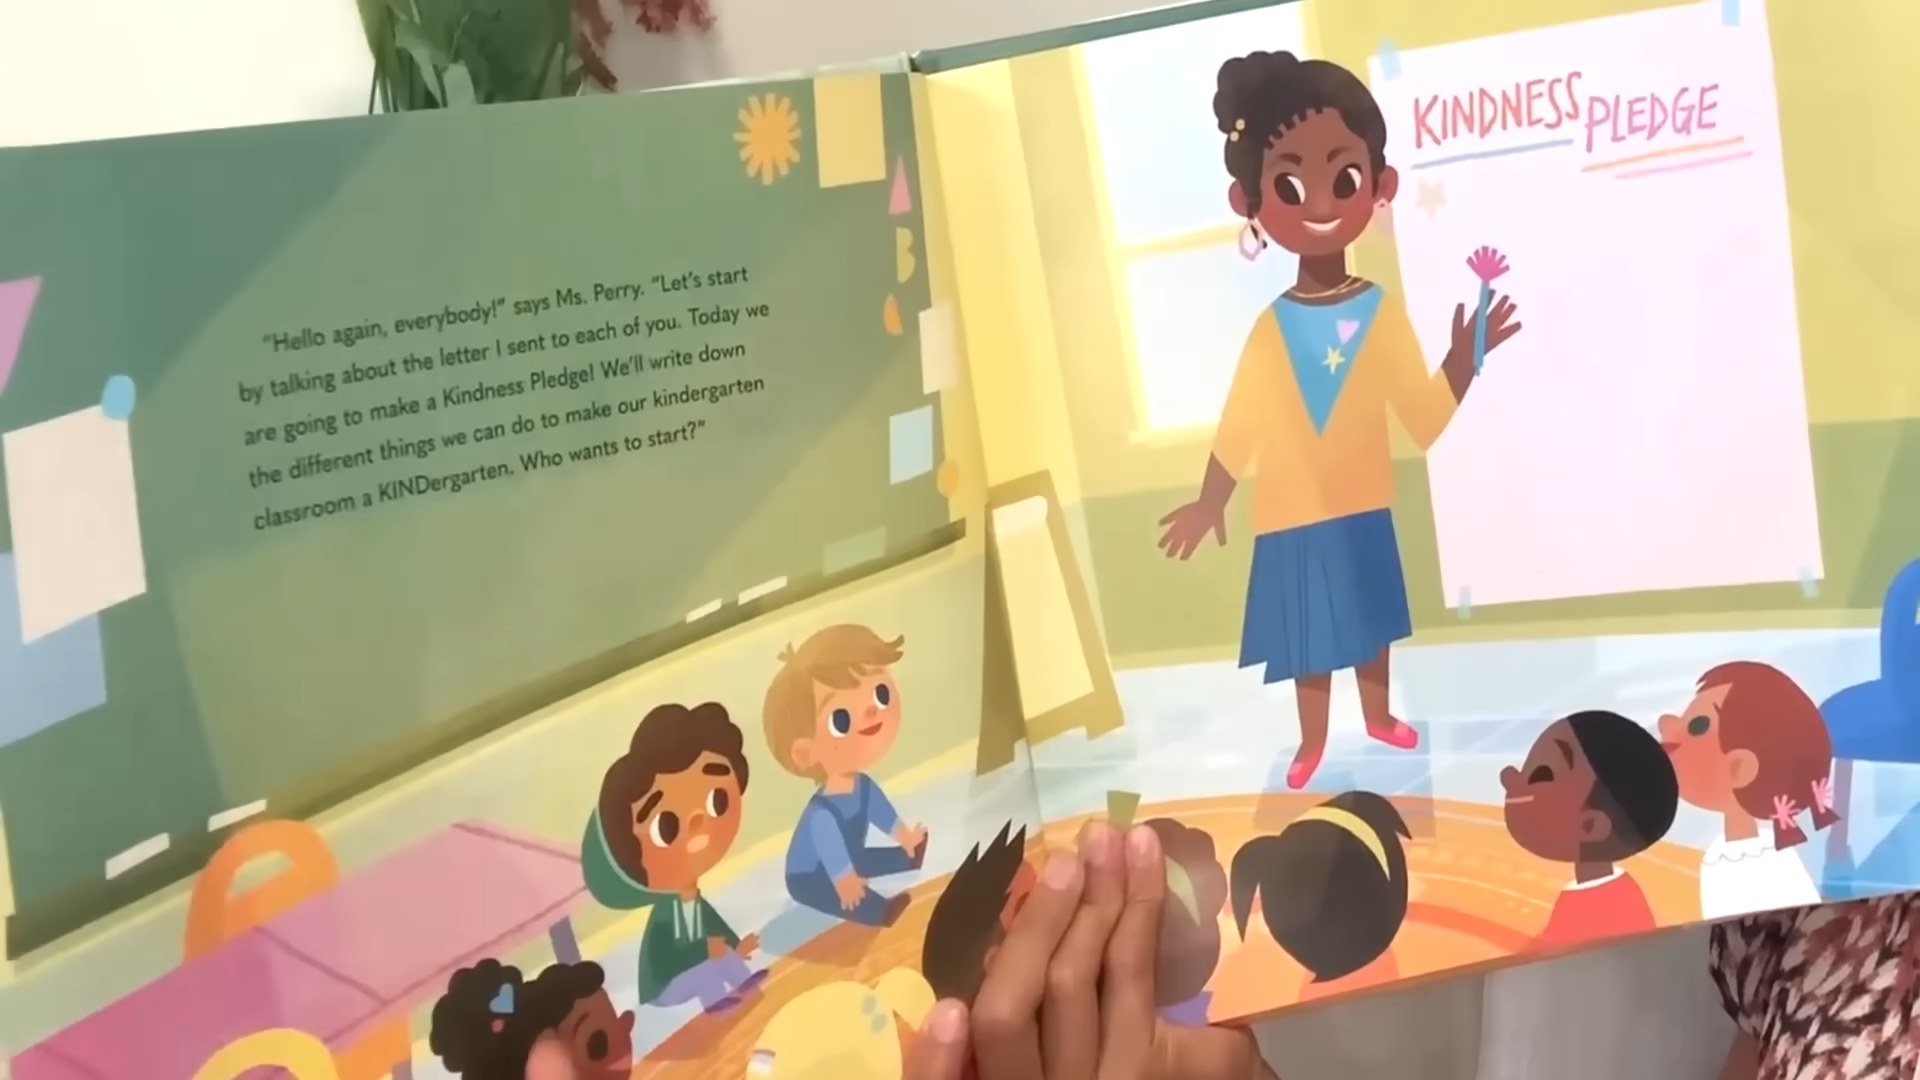 "Hello again, everybody!" says Ms. Perry. "Let's start
by talking about the letter I sent to each of you. Today we
are going to make a Kindness Pledge! We'll write down
the different things we can do to make our kindergarten
classroom a KINDergarten. Who wants to start?"
KINDNESS PLEDGE
B